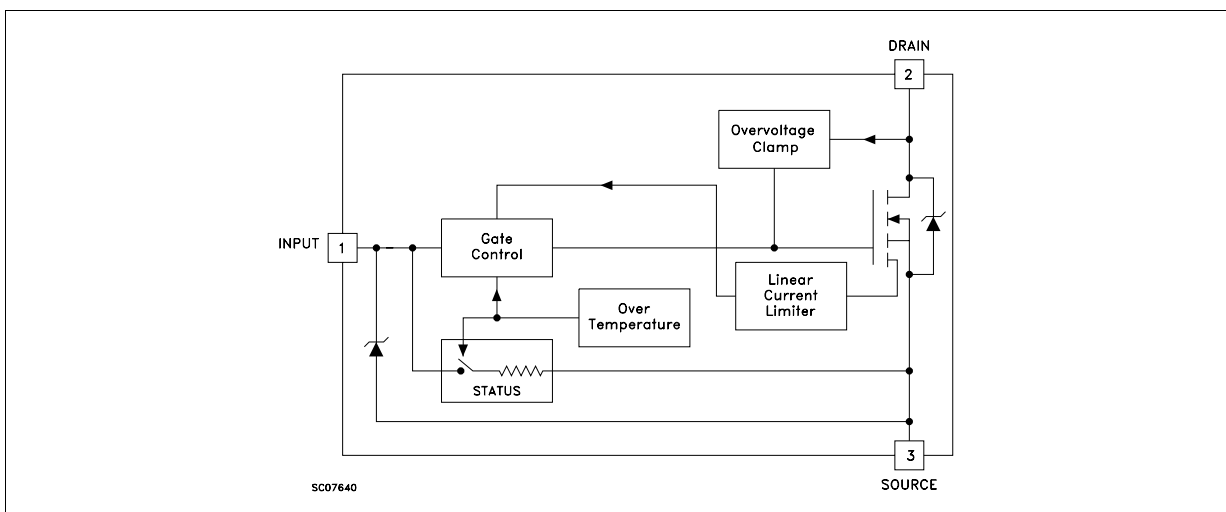 DRAIN
2
Overvoltage
Clamp
INPUT
1
Gate
Control
Linear
Current
Limiter
Over
Temperature
STATUS
3
SOURCE
SC07640